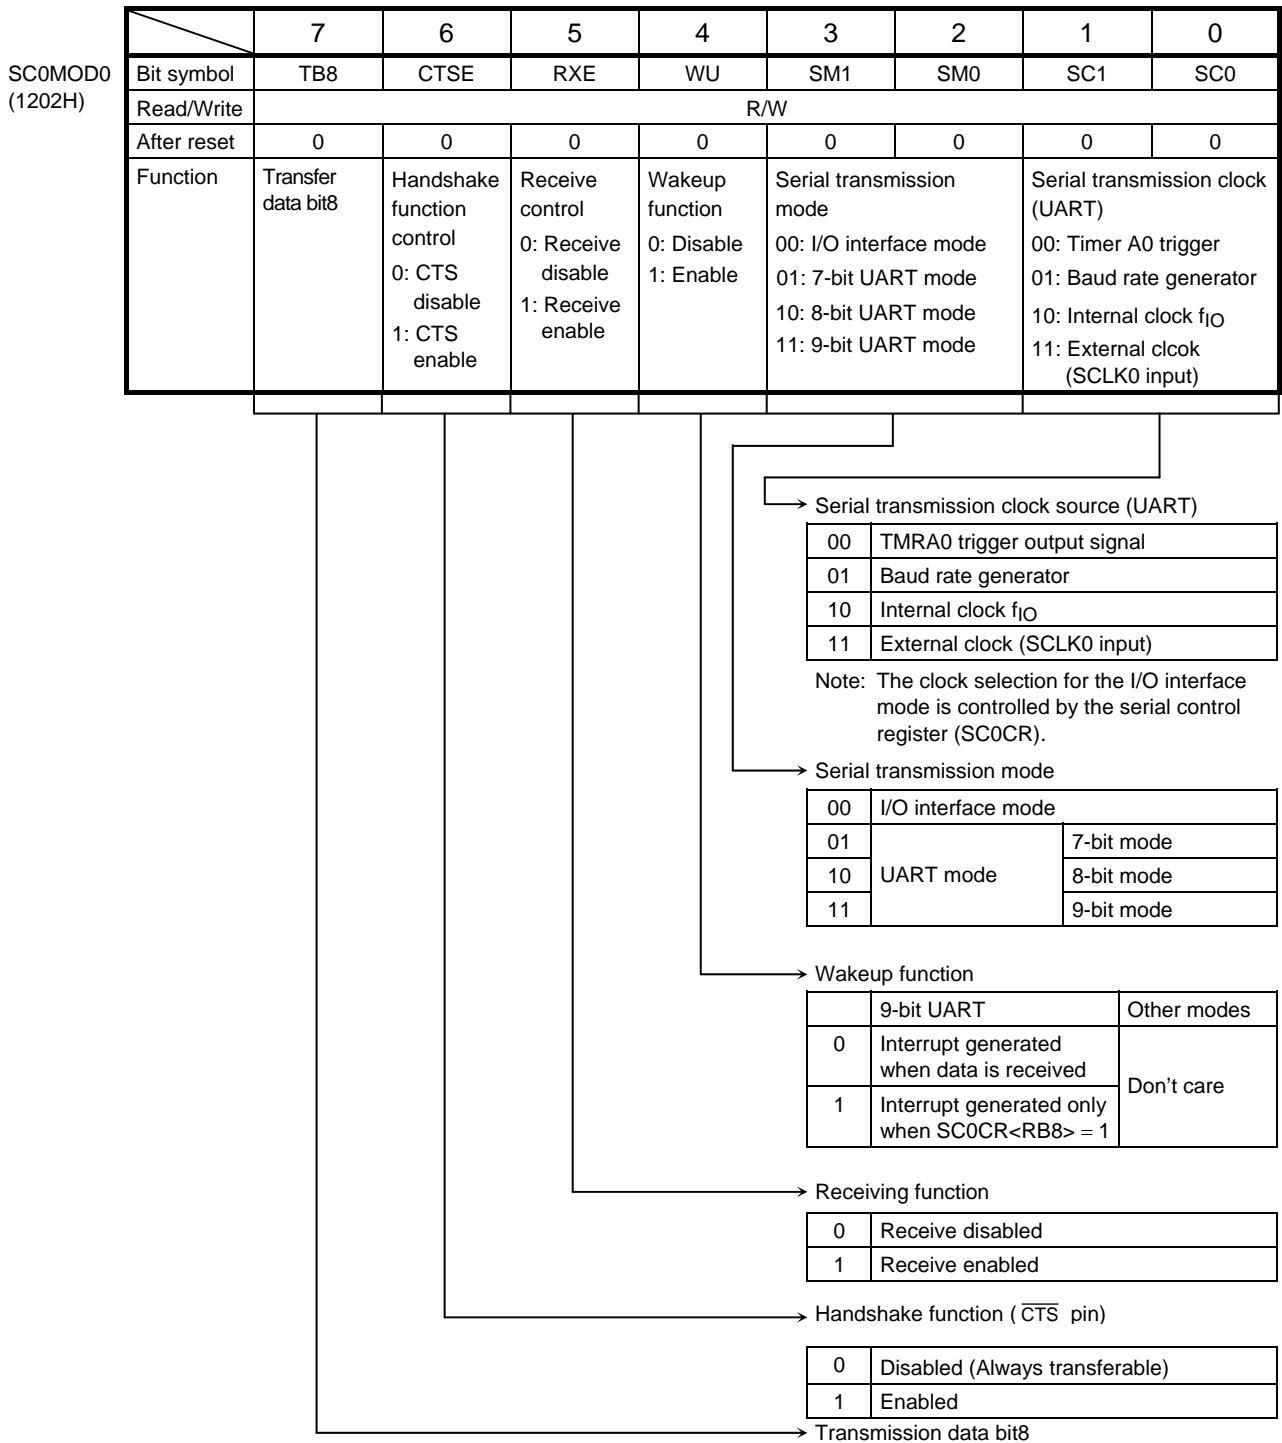 7 6 5 4 3 2 1 0
SC0MOD0
(1202H)
Bit symbol TB8 CTSE RXE WU SM1 SM0 SC1 SC0
Read/Write R/W
After reset 0 0 0 0 0 0 0 0
Function
Transfer
data bit8
Handshake
function
control
0: CTS
disable
1: CTS
enable
Receive
control
0: Receive
disable
1: Receive
enable
Wakeup
function
0: Disable
1: Enable
Serial transmission
mode
00: I/O interface mode
01: 7-bit UART mode
10: 8-bit UART mode
11: 9-bit UART mode
Serial transmission clock
(UART)
00: Timer A0 trigger
01: Baud rate generator
10: Internal clock fIO
11: External clcok
(SCLK0 input)
Serial transmission clock source (UART)
00 TMRA0 trigger output signal
01 Baud rate generator
10 Internal clock fIO
11 External clock (SCLK0 input)
Note: The clock selection for the I/O interface
mode is controlled by the serial control
register (SC0CR).
Serial transmission mode
00 I/O interface mode
01 7-bit mode
10 UART mode 8-bit mode
11 9-bit mode
Wakeup function
9-bit UART Other modes
0 Interrupt generated
when data is received
Don't care
1 Interrupt generated only
when SC0CR<RB8> = 1
Receiving function
0 Receive disabled
1 Receive enabled
Handshake function ( C̅T̅S̅ pin)
0 Disabled (Always transferable)
1 Enabled
Transmission data bit8